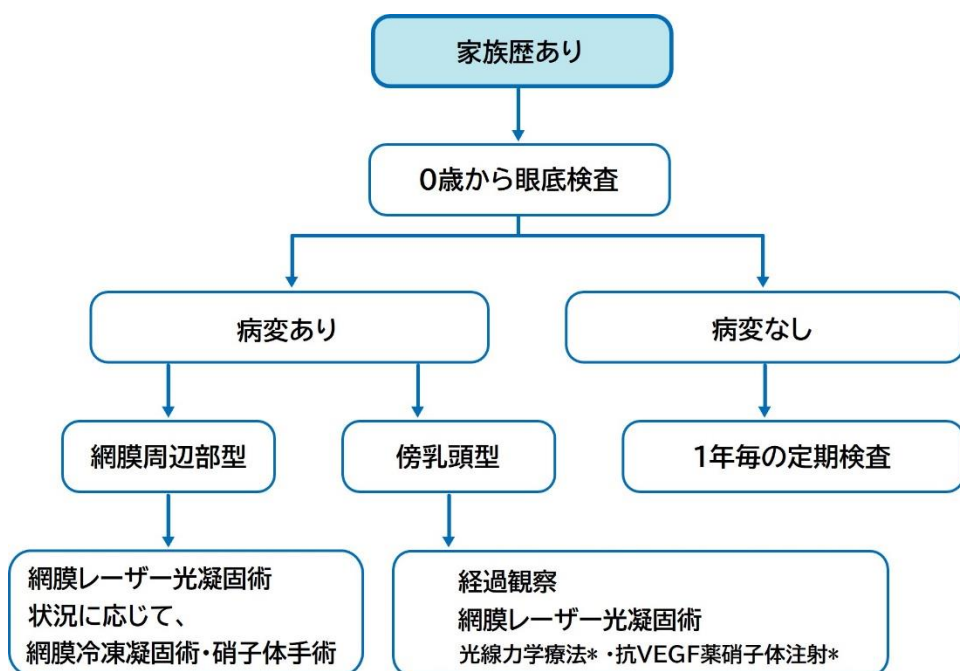 家族歴あり
0歳から眼底検査
病変あり
病変なし
網膜周辺部型
傍乳頭型
1年毎の定期検査
網膜レーザー光凝固術
状況に応じて、
網膜冷凍凝固術・硝子体手術
経過観察
網膜レーザー光凝固術
光線力学療法*・抗VEGF薬硝子体注射*